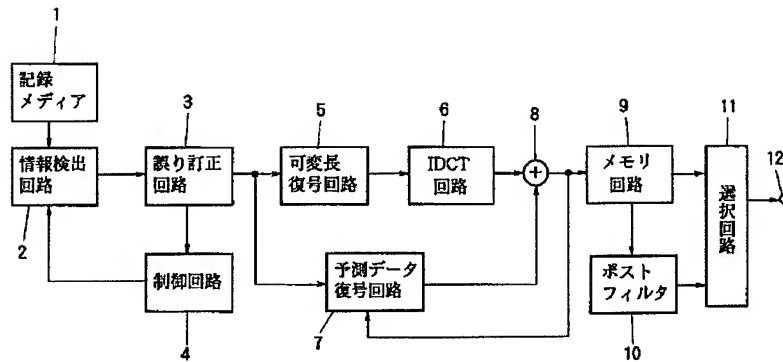 1
記録
メディア
3
5
6
8
9
11
12
情報検出
回路
誤り訂正
回路
可変長
復号回路
IDCT
回路
+
メモリ
回路
選択回路
2
制御回路
予測データ
復号回路
ポスト
フィルタ
4
7
10